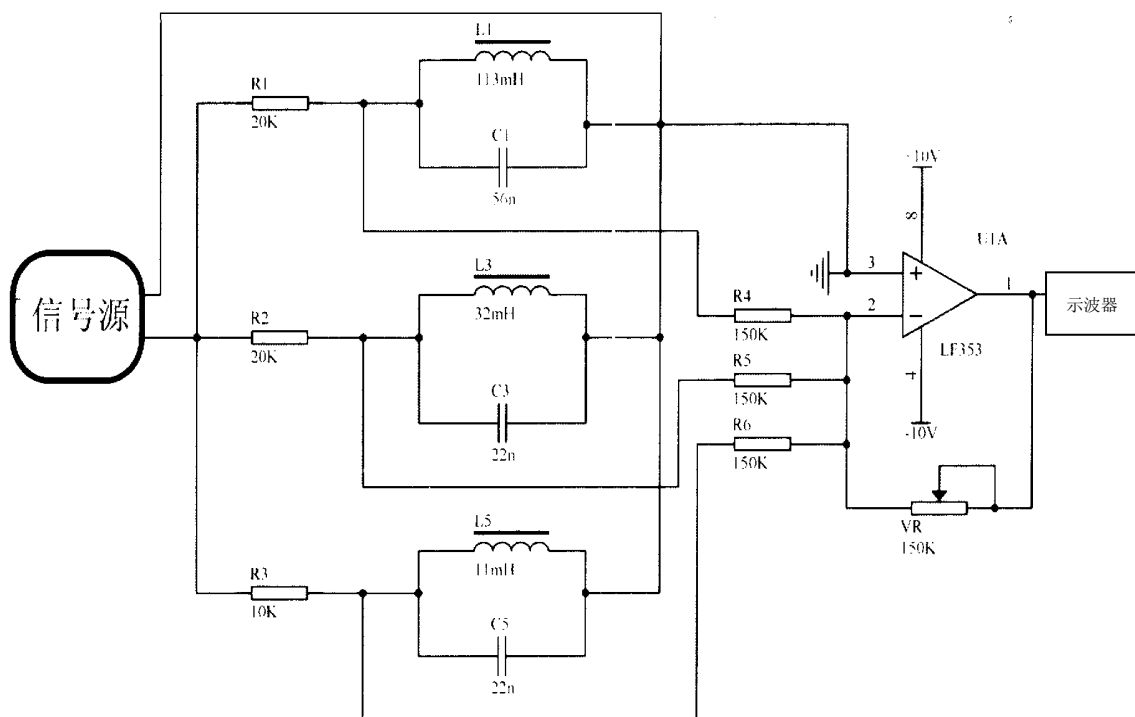 L1
113mH
R1
20K
C1
56n
-10V
8
U1A
信号源
L3
32mH
R2
20K
3
+
1
示波器
R4
150K
2
LF353
R5
150K
4
-10V
C3
22n
R6
150K
L5
11mH
VR
150K
R3
10K
C5
22n